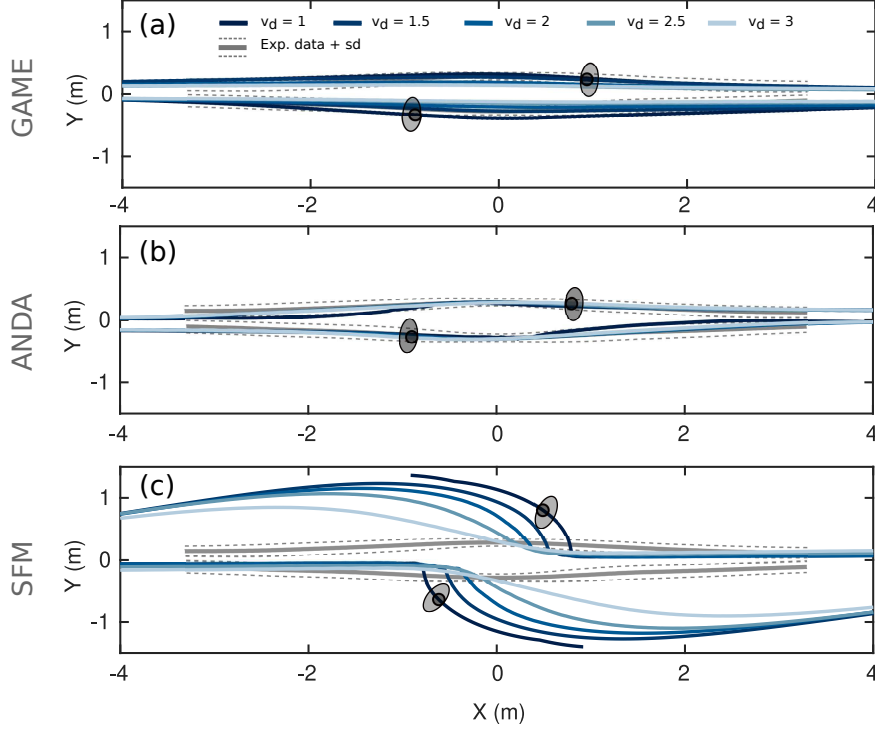 (a)
v_d = 1 v_d = 1.5 v_d = 2 v_d = 2.5 v_d = 3
Exp. data + sd
GAME
Y (m)
1
0
-1
-4 -2 0 2 4
(b)
ANDA
Y (m)
1
0
-1
-4 -2 0 2 4
(c)
SFM
Y (m)
1
0
-1
-4 -2 0 2 4
X (m)